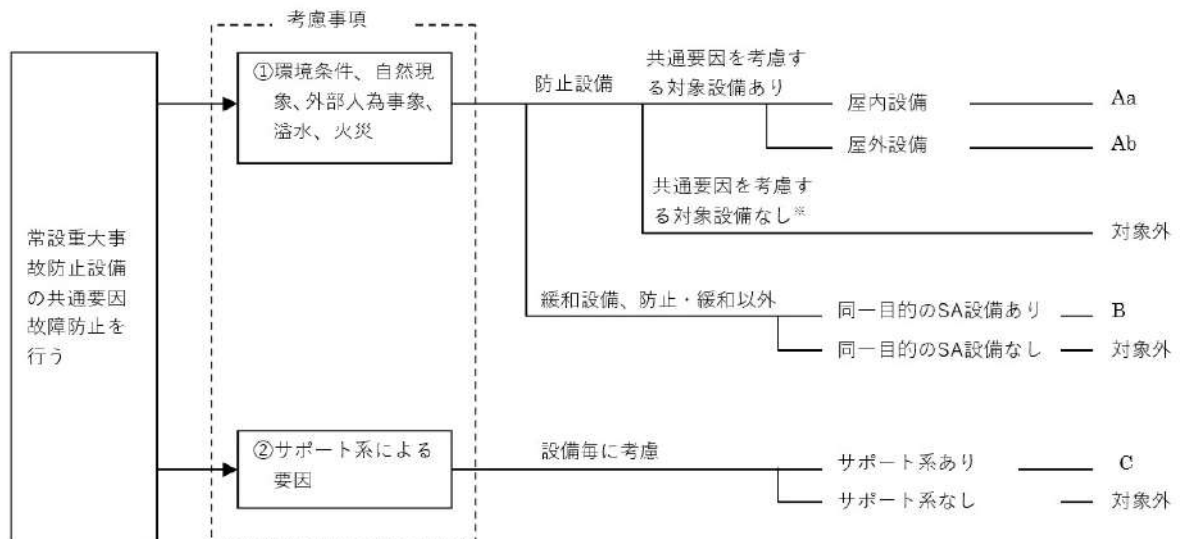 考慮事項
常設重大事
故防止設備
の共通要因
故障防止を
行う
①環境条件、自然現
象、外部人為事象、
溢水、火災
防止設備
共通要因を考慮す
る対象設備あり
屋内設備
Aa
屋外設備
Ab
共通要因を考慮す
る対象設備なし※
対象外
緩和設備、防止・緩和以外
同一目的のSA設備あり
B
同一目的のSA設備なし
対象外
②サポート系による
要因
設備毎に考慮
サポート系あり
C
サポート系なし
対象外